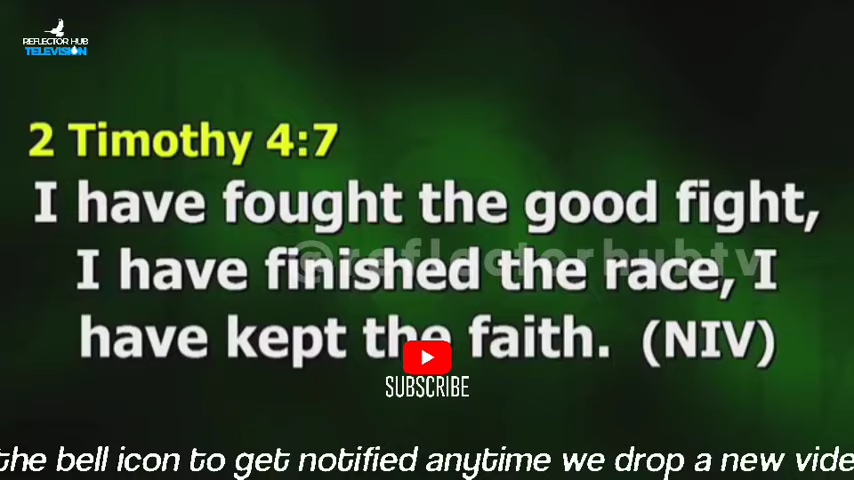 REFLECTOR HUB
TELEVISION
2 Timothy 4:7
I have fought the good fight,
@reflectorhubtv
I have finished the race, I
have kept the faith. (NIV)
SUBSCRIBE
the bell icon to get notified anytime we drop a new vide